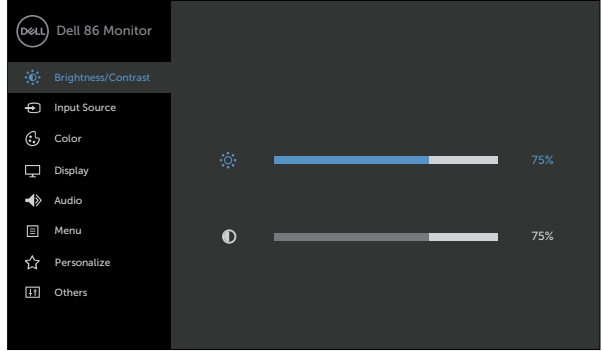 DELL Dell 86 Monitor
Brightness/Contrast
Input Source
Color
Display
75%
Audio
Menu
75%
Personalize
Others